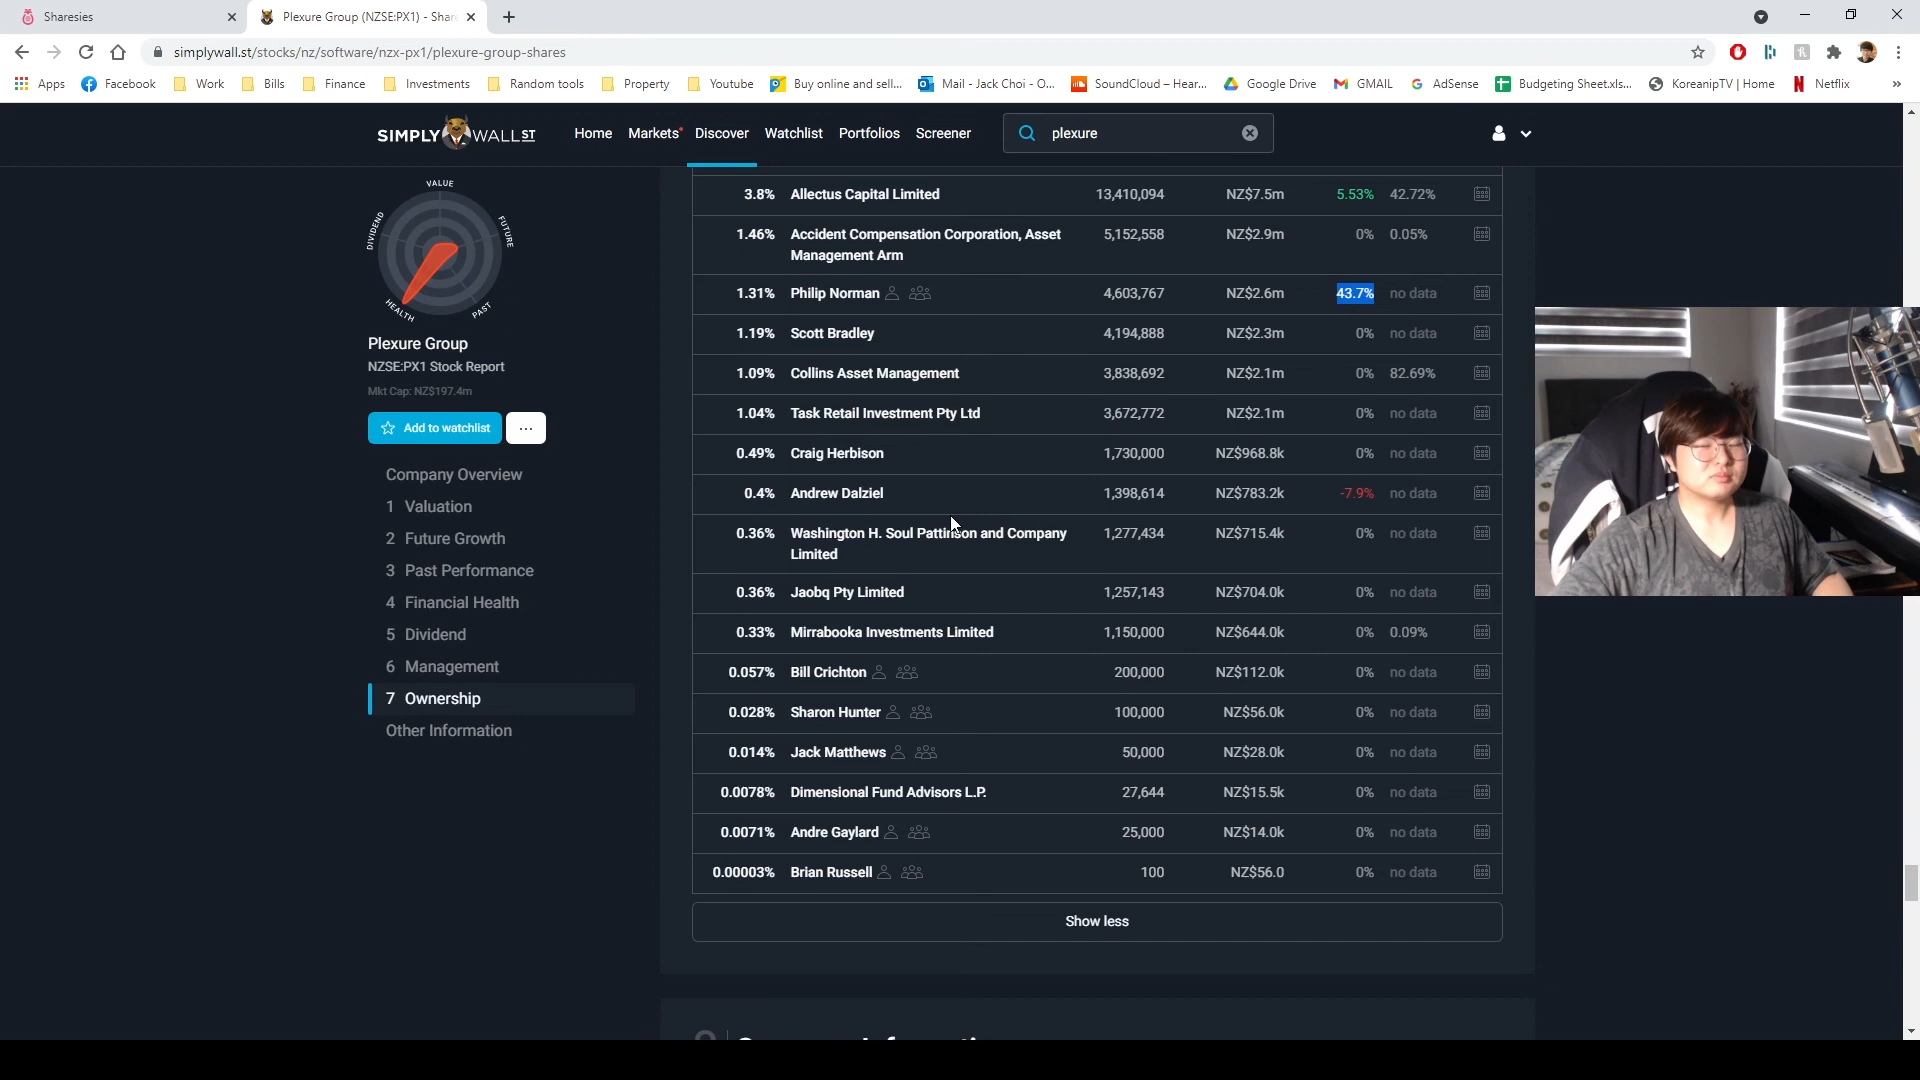 Sharesies
Plexure Group (NZSE:PX1) - Share
simplywall.st/stocks/nz/software/nzx-px1/plexure-group-shares
Apps Facebook Work Bills Finance Investments Random tools Property Youtube Buy online and sell... Mail - Jack Choi - O... SoundCloud – Hear... Google Drive GMAIL AdSense Budgeting Sheet.xls... KoreanipTV | Home Netflix »
SIMPLY WALL ST Home Markets Discover Watchlist Portfolios Screener plexure
VALUE
FUTURE
PAST
HEALTH
DIVIDEND
Plexure Group
NZSE:PX1 Stock Report
Mkt Cap: NZ$197.4m
Add to watchlist ...
Company Overview
1 Valuation
2 Future Growth
3 Past Performance
4 Financial Health
5 Dividend
6 Management
7 Ownership
Other Information
3.8% Allectus Capital Limited 13,410,094 NZ$7.5m 5.53% 42.72%
1.46% Accident Compensation Corporation, Asset 5,152,558 NZ$2.9m 0% 0.05%
Management Arm
1.31% Philip Norman 4,603,767 NZ$2.6m 43.7% no data
1.19% Scott Bradley 4,194,888 NZ$2.3m 0% no data
1.09% Collins Asset Management 3,838,692 NZ$2.1m 0% 82.69%
1.04% Task Retail Investment Pty Ltd 3,672,772 NZ$2.1m 0% no data
0.49% Craig Herbison 1,730,000 NZ$968.8k 0% no data
0.4% Andrew Dalziel 1,398,614 NZ$783.2k -7.9% no data
0.36% Washington H. Soul Pattinson and Company 1,277,434 NZ$715.4k 0% no data
Limited
0.36% Jaobq Pty Limited 1,257,143 NZ$704.0k 0% no data
0.33% Mirrabooka Investments Limited 1,150,000 NZ$644.0k 0% 0.09%
0.057% Bill Crichton 200,000 NZ$112.0k 0% no data
0.028% Sharon Hunter 100,000 NZ$56.0k 0% no data
0.014% Jack Matthews 50,000 NZ$28.0k 0% no data
0.0078% Dimensional Fund Advisors L.P. 27,644 NZ$15.5k 0% no data
0.0071% Andre Gaylard 25,000 NZ$14.0k 0% no data
0.00003% Brian Russell 100 NZ$56.0 0% no data
Show less